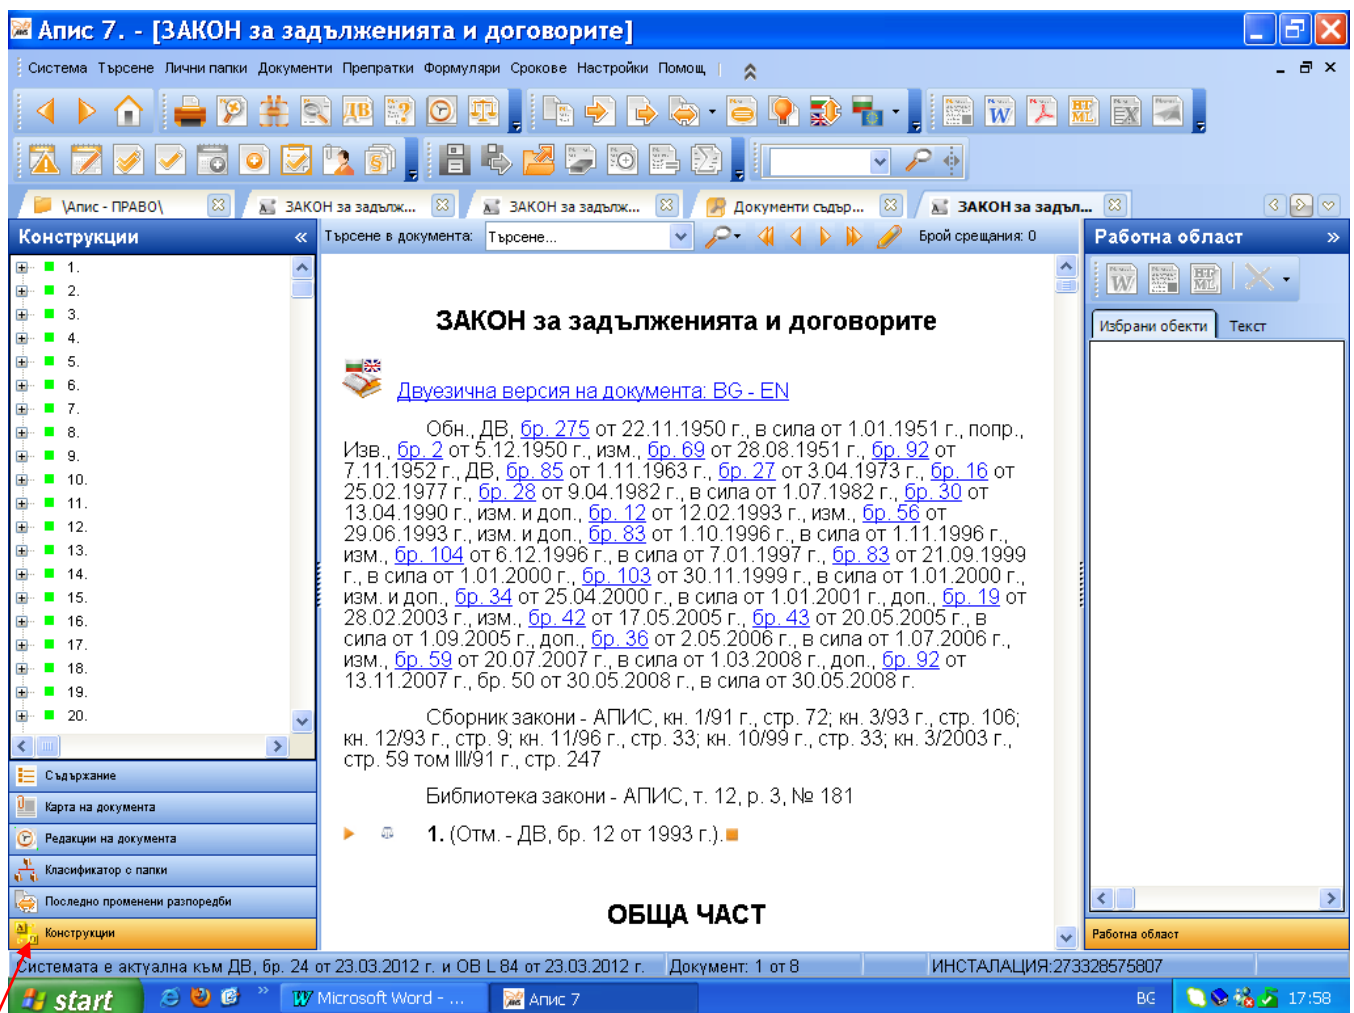 Апис 7. - [ЗАКОН за задълженията и договорите]
Система Търсене Лични папки Документи Препратки Формуляри Срокове Настройки Помощ
\Апис - ПРАВО\ ЗАКОН за задълж... ЗАКОН за задълж... Документи съдър... ЗАКОН за задъл...
Конструкции «
Търсене в документа: Търсене... Брой срещания: 0
Работна област »
1.
2.
3.
4.
5.
6.
7.
8.
9.
10.
11.
12.
13.
14.
15.
16.
17.
18.
19.
20.
Съдържание
Карта на документа
Редакции на документа
Класификатор с папки
Последно променени разпоредби
Конструкции
ЗАКОН за задълженията и договорите
Двуезична версия на документа: BG - EN
Обн., ДВ, бр. 275 от 22.11.1950 г., в сила от 1.01.1951 г., попр.,
Изв., бр. 2 от 5.12.1950 г., изм., бр. 69 от 28.08.1951 г., бр. 92 от
7.11.1952 г., ДВ, бр. 85 от 1.11.1963 г., бр. 27 от 3.04.1973 г., бр. 16 от
25.02.1977 г., бр. 28 от 9.04.1982 г., в сила от 1.07.1982 г., бр. 30 от
13.04.1990 г., изм. и доп., бр. 12 от 12.02.1993 г., изм., бр. 56 от
29.06.1993 г., изм. и доп., бр. 83 от 1.10.1996 г., в сила от 1.11.1996 г.,
изм., бр. 104 от 6.12.1996 г., в сила от 7.01.1997 г., бр. 83 от 21.09.1999
г., в сила от 1.01.2000 г., бр. 103 от 30.11.1999 г., в сила от 1.01.2000 г.,
изм. и доп., бр. 34 от 25.04.2000 г., в сила от 1.01.2001 г., доп., бр. 19 от
28.02.2003 г., изм., бр. 42 от 17.05.2005 г., бр. 43 от 20.05.2005 г., в
сила от 1.09.2005 г., доп., бр. 36 от 2.05.2006 г., в сила от 1.07.2006 г.,
изм., бр. 59 от 20.07.2007 г., в сила от 1.03.2008 г., доп., бр. 92 от
13.11.2007 г., бр. 50 от 30.05.2008 г., в сила от 30.05.2008 г.
Сборник закони - АПИС, кн. 1/91 г., стр. 72; кн. 3/93 г., стр. 106;
кн. 12/93 г., стр. 9; кн. 11/96 г., стр. 33; кн. 10/99 г., стр. 33; кн. 3/2003 г.,
стр. 59 том III/91 г., стр. 247
Библиотека закони - АПИС, т. 12, р. 3, № 181
1. (Отм. - ДВ, бр. 12 от 1993 г.).
ОБЩА ЧАСТ
Избрани обекти Текст
Работна област
Системата е актуална към ДВ, бр. 24 от 23.03.2012 г. и ОВ L 84 от 23.03.2012 г. Документ: 1 от 8 ИНСТАЛАЦИЯ:273328575807
start » Microsoft Word - ... Апис 7 BG 17:58